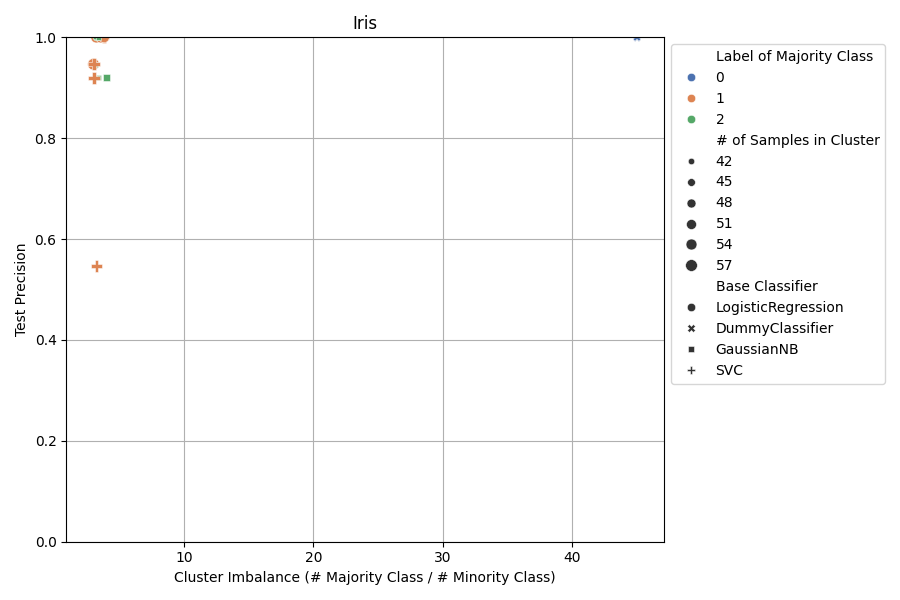 Iris
1.0
0.8
0.6
0.4
0.2
0.0
Test Precision
10
20
30
40
Cluster Imbalance (# Majority Class / # Minority Class)
Label of Majority Class
0
1
2
# of Samples in Cluster
42
45
48
51
54
57
Base Classifier
LogisticRegression
DummyClassifier
GaussianNB
SVC